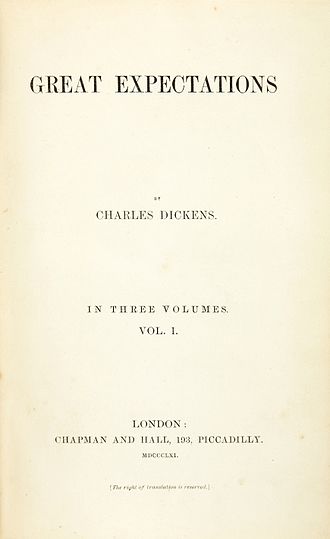 GREAT EXPECTATIONS
BY
CHARLES DICKENS.
IN THREE VOLUMES.
VOL. I.
LONDON:
CHAPMAN AND HALL, 193, PICCADILLY.
MDCCCLXI.
[The right of translation is reserved.]